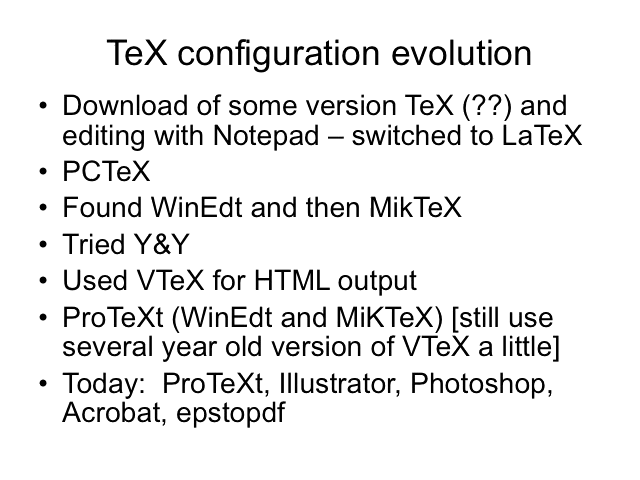 TeX configuration evolution
• Download of some version TeX (??) and
editing with Notepad – switched to LaTeX
• PCTeX
• Found WinEdt and then MikTeX
• Tried Y&Y
• Used VTeX for HTML output
• ProTeXt (WinEdt and MiKTeX) [still use
several year old version of VTeX a little]
• Today:  ProTeXt, Illustrator, Photoshop,
Acrobat, epstopdf